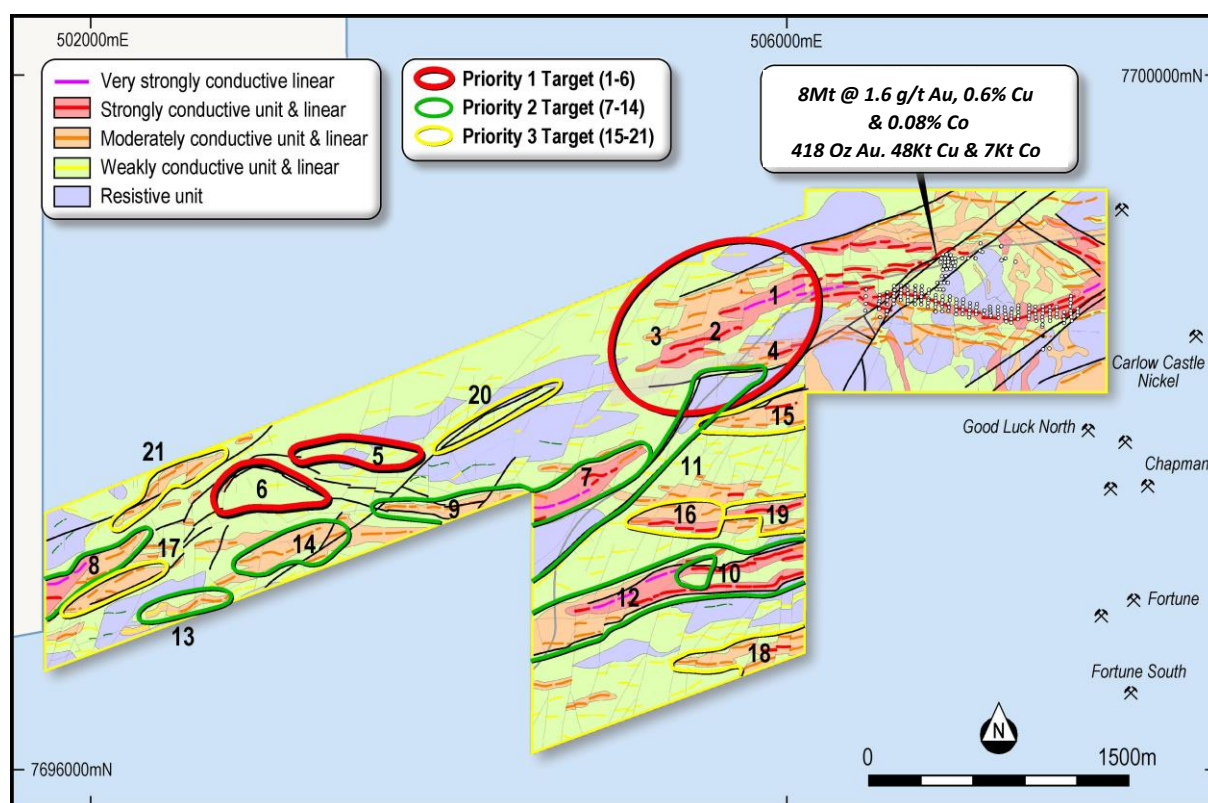 502000mE
506000mE
7700000mN
Very strongly conductive linear
Strongly conductive unit & linear
Moderately conductive unit & linear
Weakly conductive unit & linear
Resistive unit
Priority 1 Target (1-6)
Priority 2 Target (7-14)
Priority 3 Target (15-21)
8Mt @ 1.6 g/t Au, 0.6% Cu
& 0.08% Co
418 Oz Au. 48Kt Cu & 7Kt Co
1
2
3
4
Carlow Castle
Nickel
20
15
Good Luck North
21
5
11
Chapman
6
7
9
16
19
14
17
8
10
12
Fortune
13
18
Fortune South
N
7696000mN
0
1500m